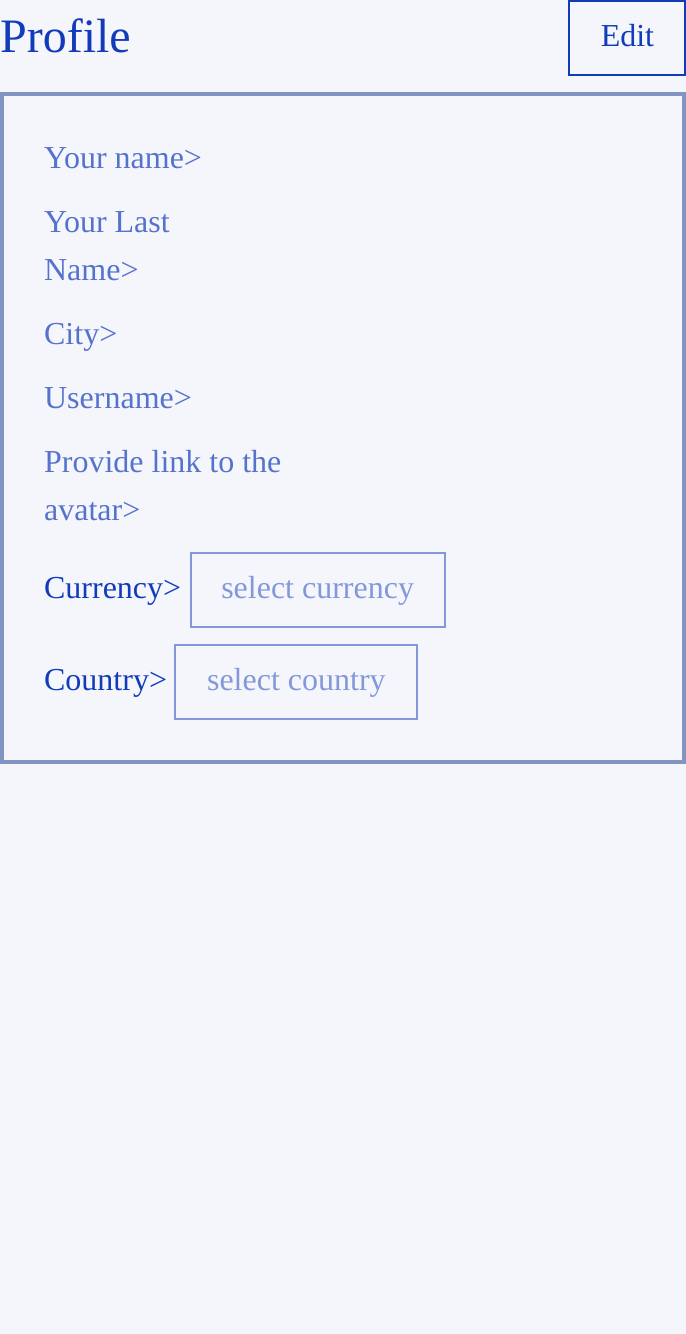 Profile
Edit
Your name>
Your Last
Name>
City>
Username>
Provide link to the
avatar>
Currency> select currency
Country> select country